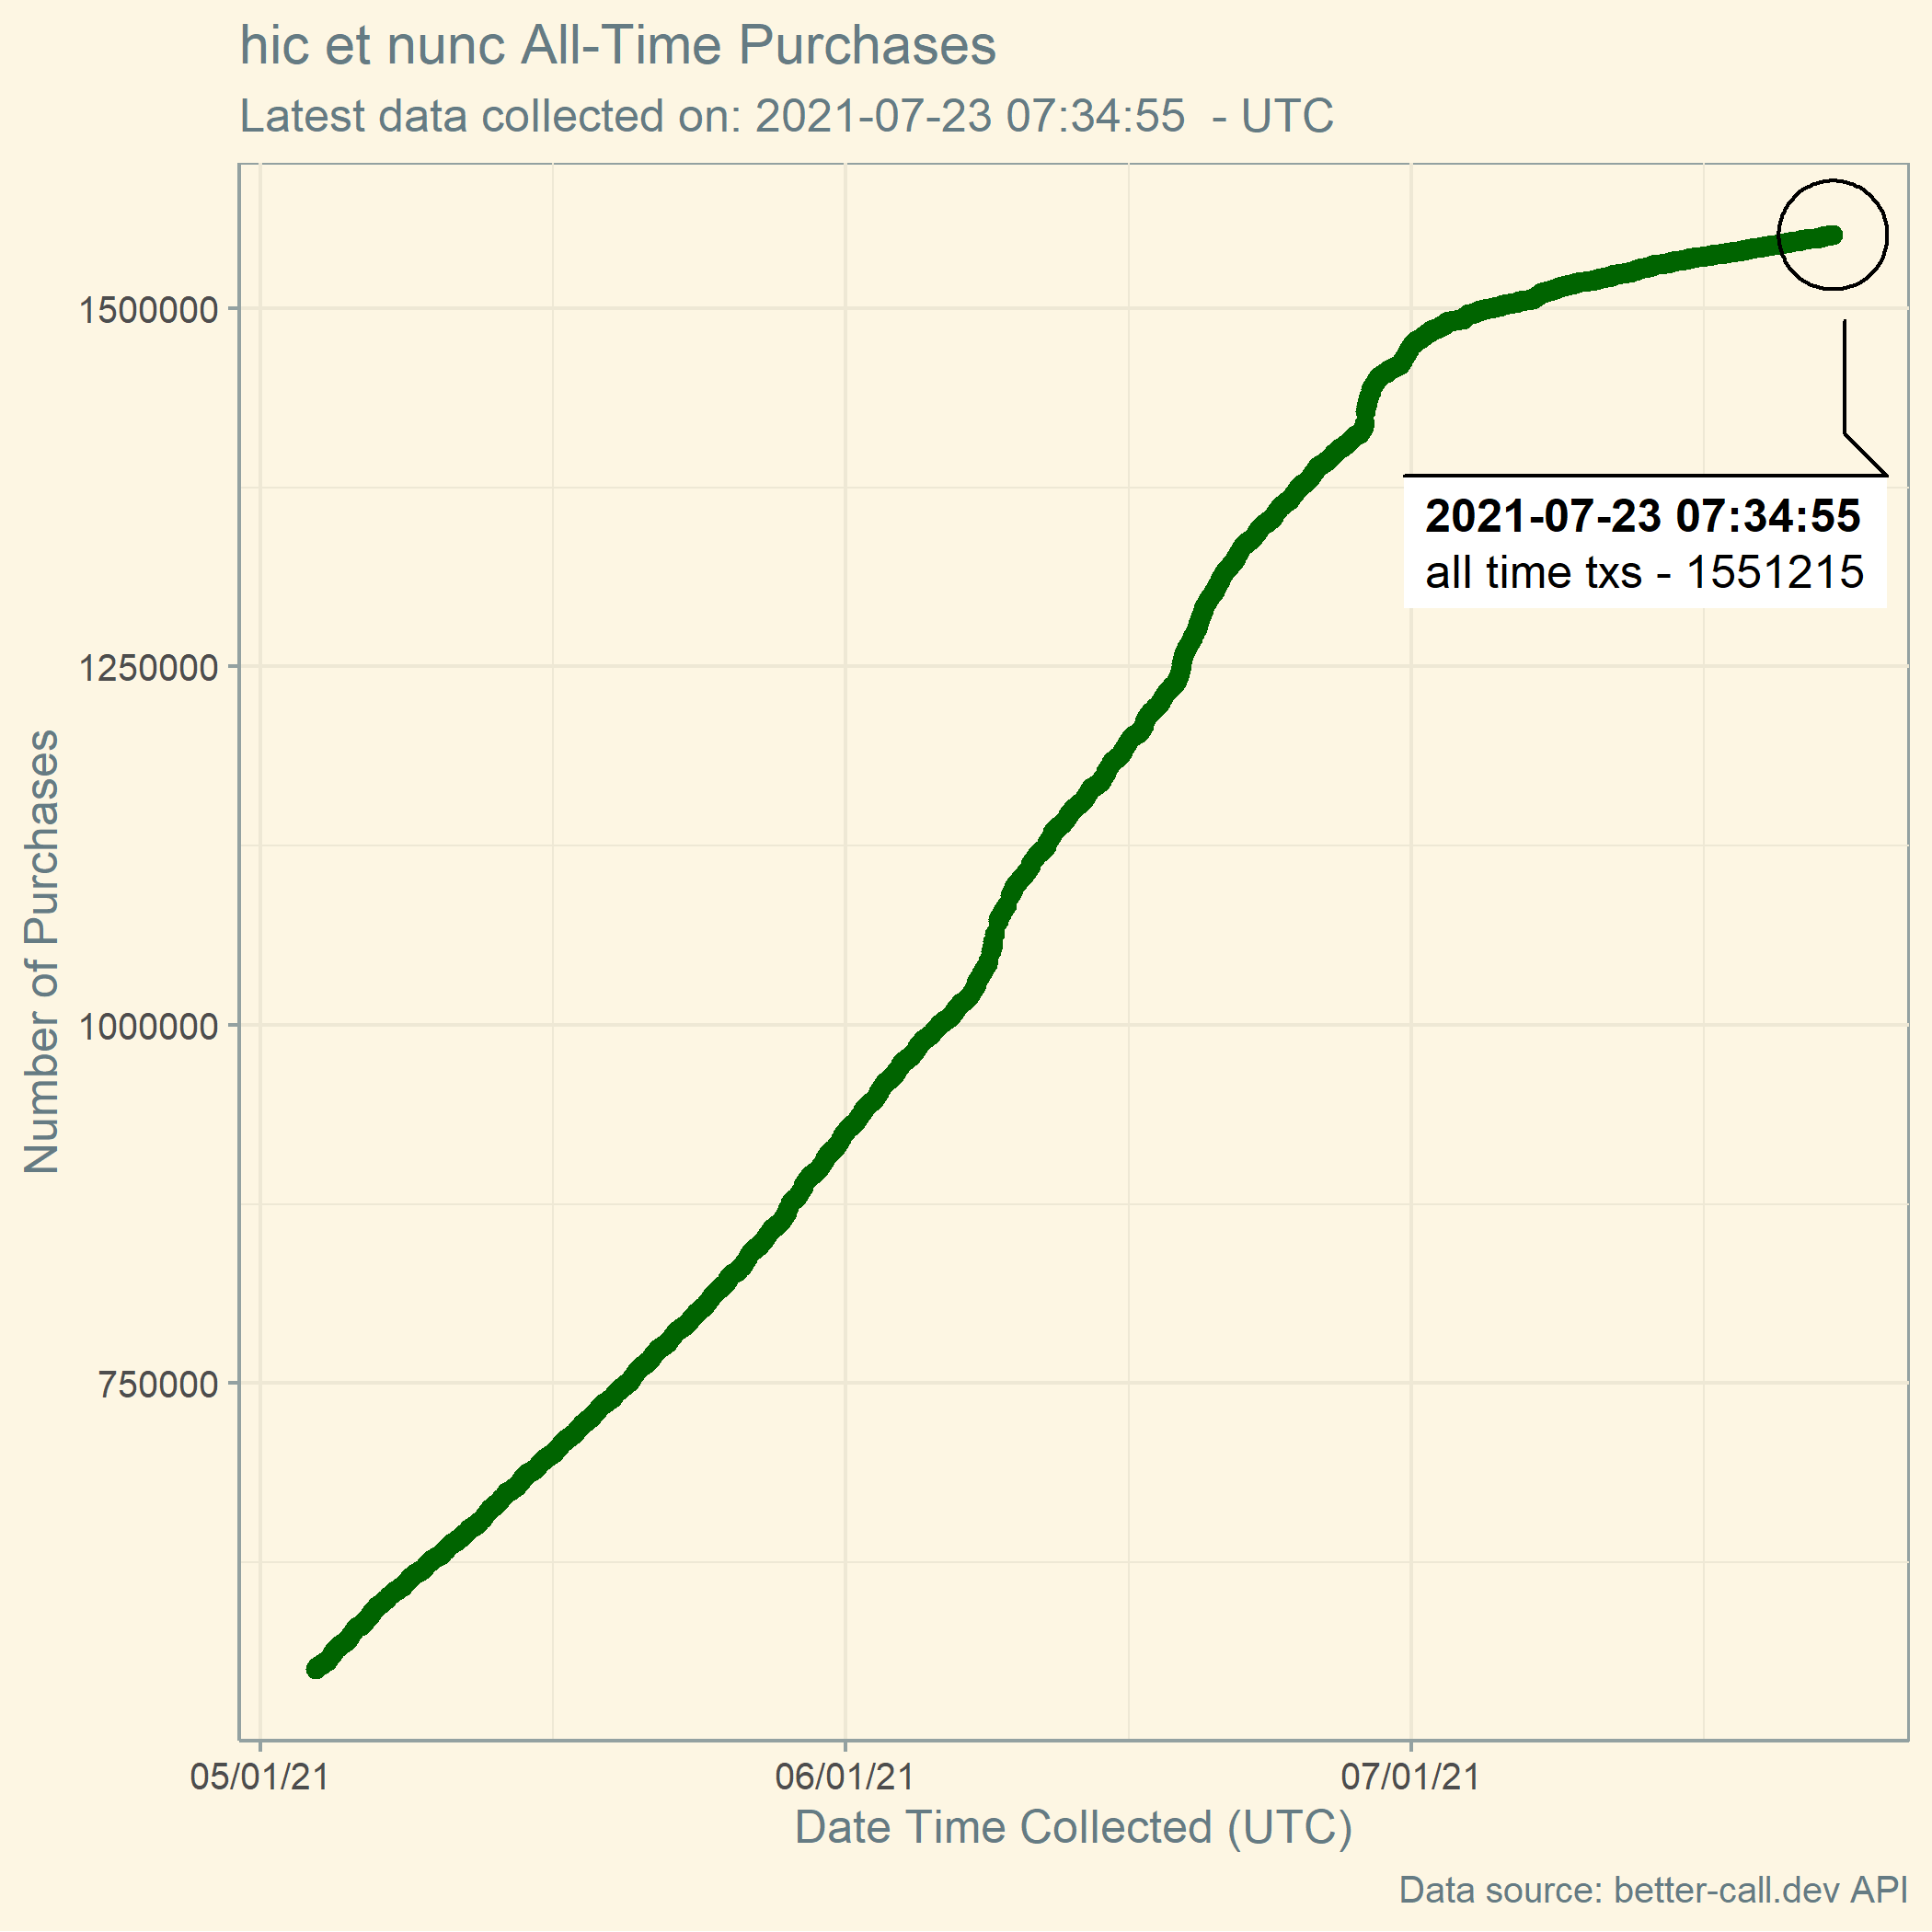 hic et nunc All-Time Purchases
Latest data collected on: 2021-07-23 07:34:55  - UTC
Number of Purchases
1500000
1250000
1000000
750000
2021-07-23 07:34:55
all time txs - 1551215
05/01/21 06/01/21 07/01/21
Date Time Collected (UTC)
Data source: better-call.dev API